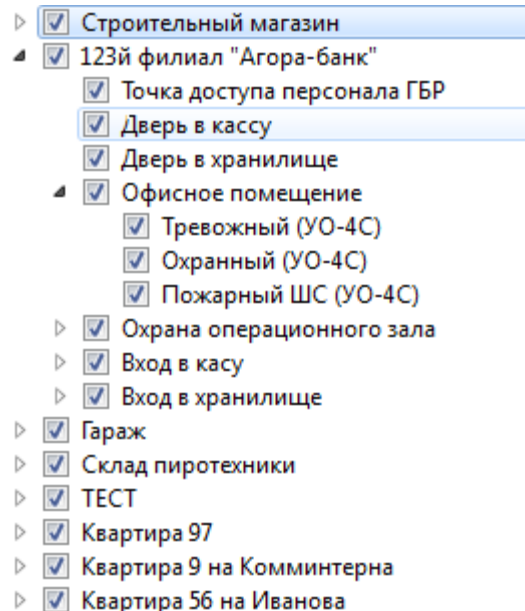 Строительный магазин
123й филиал "Агора-банк"
Точка доступа персонала ГБР
Дверь в кассу
Дверь в хранилище
Офисное помещение
Тревожный (УО-4С)
Охранный (УО-4С)
Пожарный ШС (УО-4С)
Охрана операционного зала
Вход в касу
Вход в хранилище
Гараж
Склад пиротехники
ТЕСТ
Квартира 97
Квартира 9 на Комминтерна
Квартира 56 на Иванова